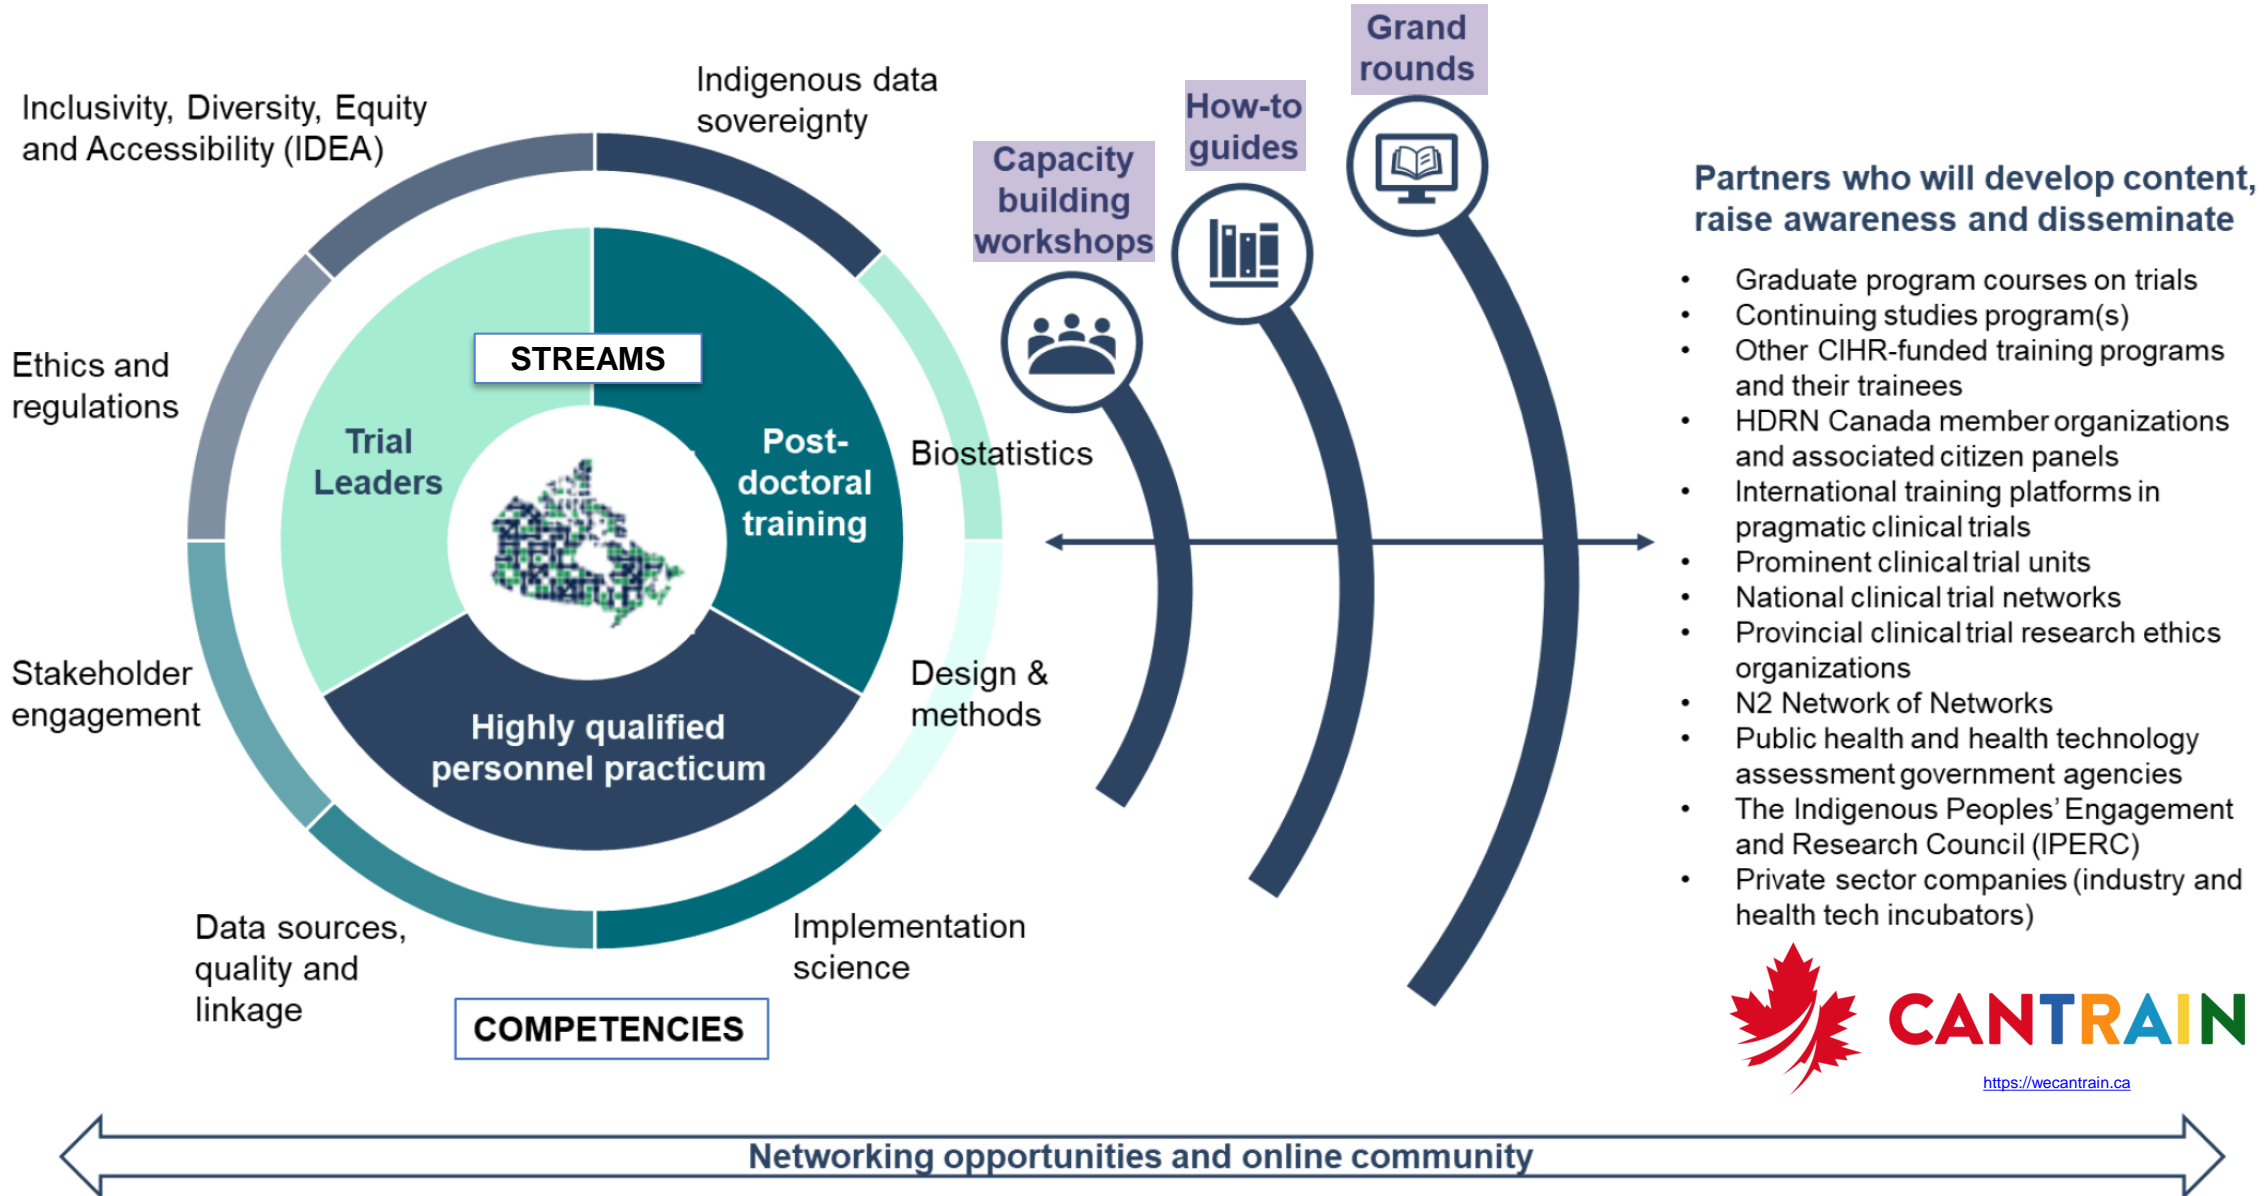 Inclusivity, Diversity, Equity
and Accessibility (IDEA)
Indigenous data
sovereignty
Ethics and
regulations
Biostatistics
Stakeholder
engagement
Design &
methods
Data sources,
quality and
linkage
Implementation
science
STREAMS
Trial
Leaders
Post-
doctoral
training
Highly qualified
personnel practicum
COMPETENCIES
Capacity
building
workshops
How-to
guides
Grand
rounds
Partners who will develop content,
raise awareness and disseminate
• Graduate program courses on trials
• Continuing studies program(s)
• Other CIHR-funded training programs
and their trainees
• HDRN Canada member organizations
and associated citizen panels
• International training platforms in
pragmatic clinical trials
• Prominent clinical trial units
• National clinical trial networks
• Provincial clinical trial research ethics
organizations
• N2 Network of Networks
• Public health and health technology
assessment government agencies
• The Indigenous Peoples’ Engagement
and Research Council (IPERC)
• Private sector companies (industry and
health tech incubators)
CANTRAIN
https://wecantrain.ca
Networking opportunities and online community